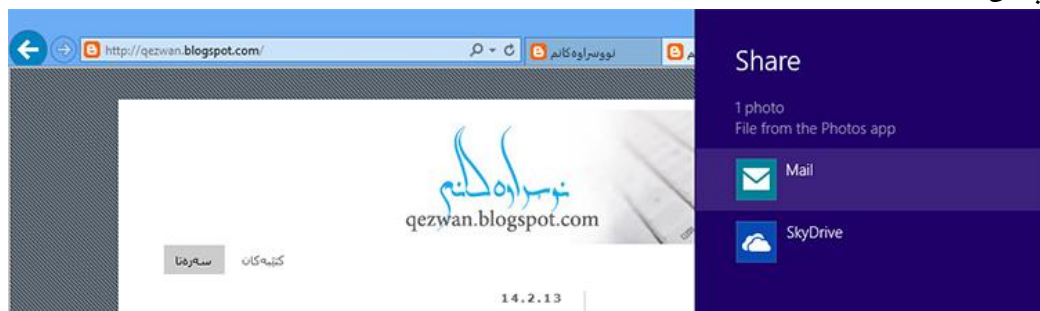 http://qezwan.blogspot.com/
نووسراوەکانم
Share
1 photo
File from the Photos app
Mail
SkyDrive
نوسراوەکانم
qezwan.blogspot.com
سەرەتا
کتێبەکان
14.2.13